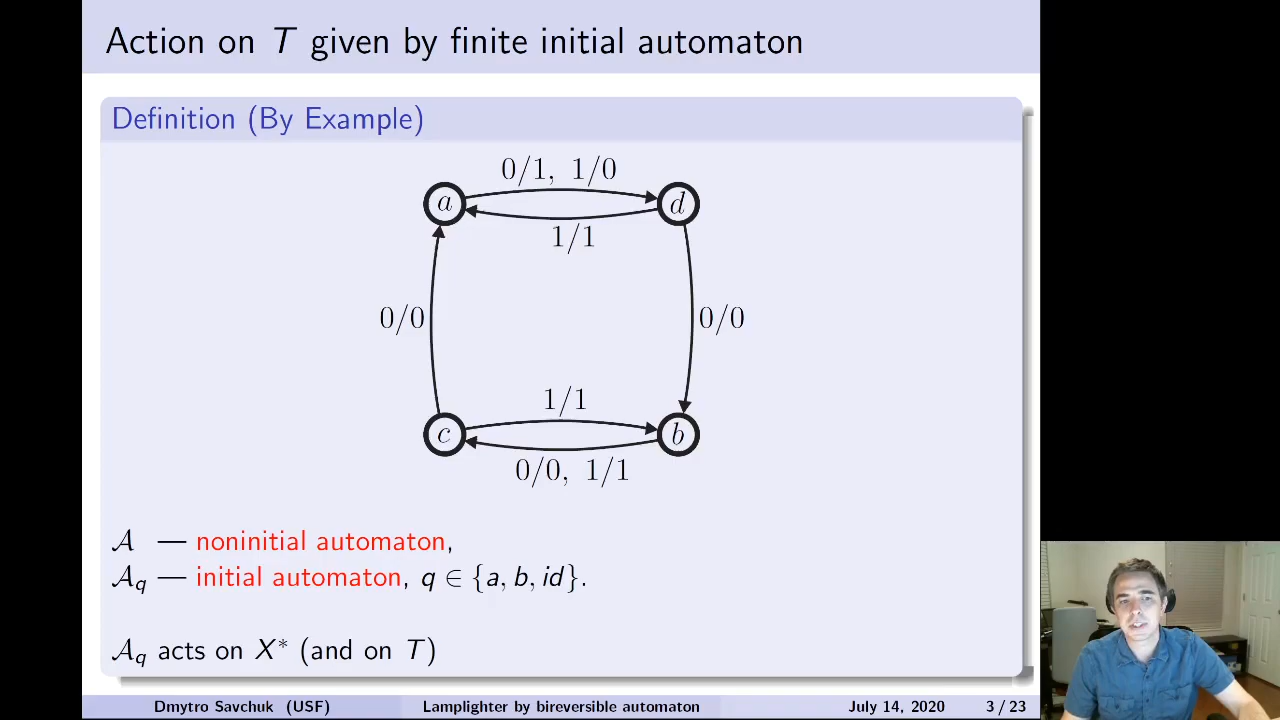 Action on T given by finite initial automaton
Definition (By Example)
0/1, 1/0
a
d
1/1
0/0
0/0
1/1
c
b
0/0, 1/1
𝒜 — noninitial automaton,
𝒜q — initial automaton, q ∈ {a, b, id}.
𝒜q acts on X* (and on T)
Dmytro Savchuk (USF) Lamplighter by bireversible automaton July 14, 2020 3 / 23